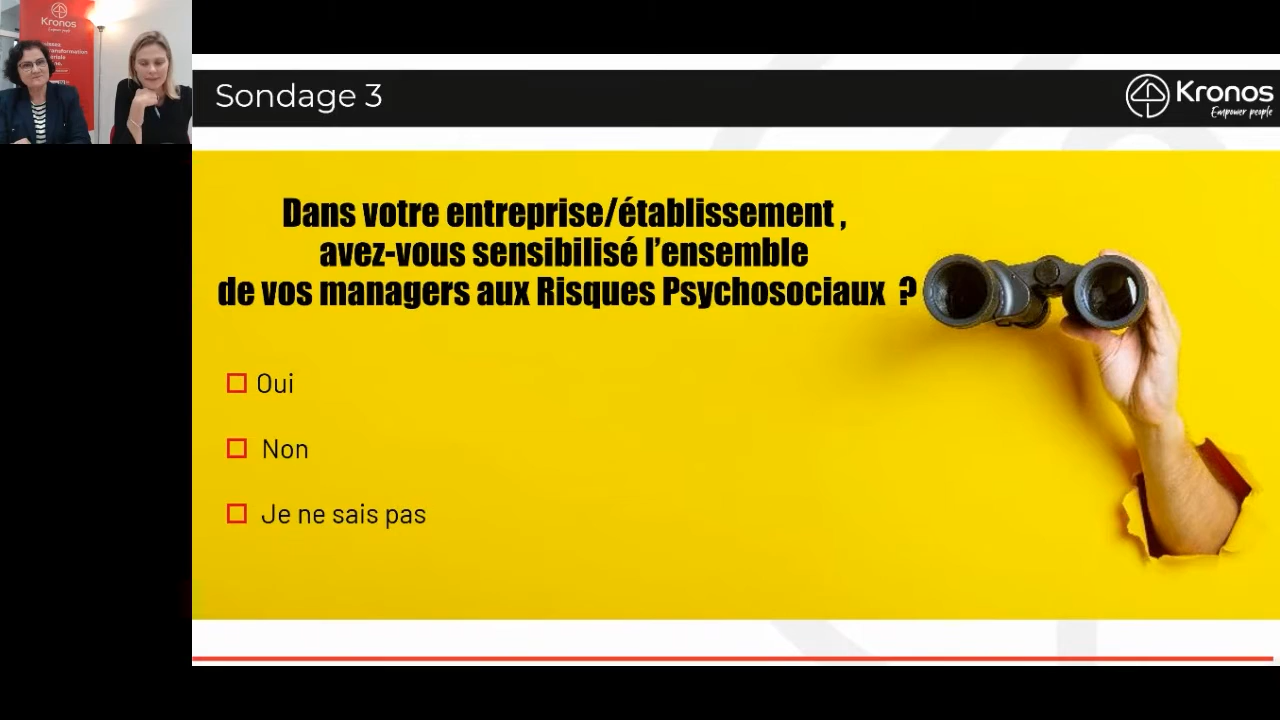 Kronos
Sondage 3
Kronos
Empower people
Dans votre entreprise/établissement ,
avez-vous sensibilisé l'ensemble
de vos managers aux Risques Psychosociaux ?
Oui
Non
Je ne sais pas